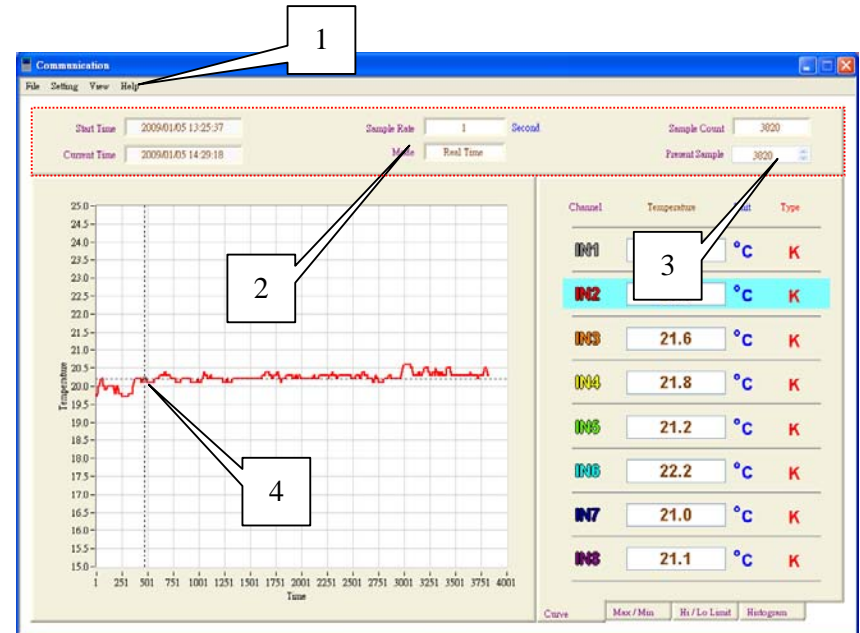 1
Communication
File Setting View Help
Start Time 2009/01/05 13:25:37 Sample Rate 1 Second Sample Count 3820
Current Time 2009/01/05 14:29:18 Mode Real Time Present Sample 3820
2
3
4
Channel Temperature Unit Type
IN1 °C K
IN2 °C K
IN3 21.6 °C K
IN4 21.8 °C K
IN5 21.2 °C K
IN6 22.2 °C K
IN7 21.0 °C K
IN8 21.1 °C K
Temperature
25.0
24.5
24.0
23.5
23.0
22.5
22.0
21.5
21.0
20.5
20.0
19.5
19.0
18.5
18.0
17.5
17.0
16.5
16.0
15.5
15.0
1 251 501 751 1001 1251 1501 1751 2001 2251 2501 2751 3001 3251 3501 3751 4001
Time
Curve Max / Min Hi / Lo Limit Histogram